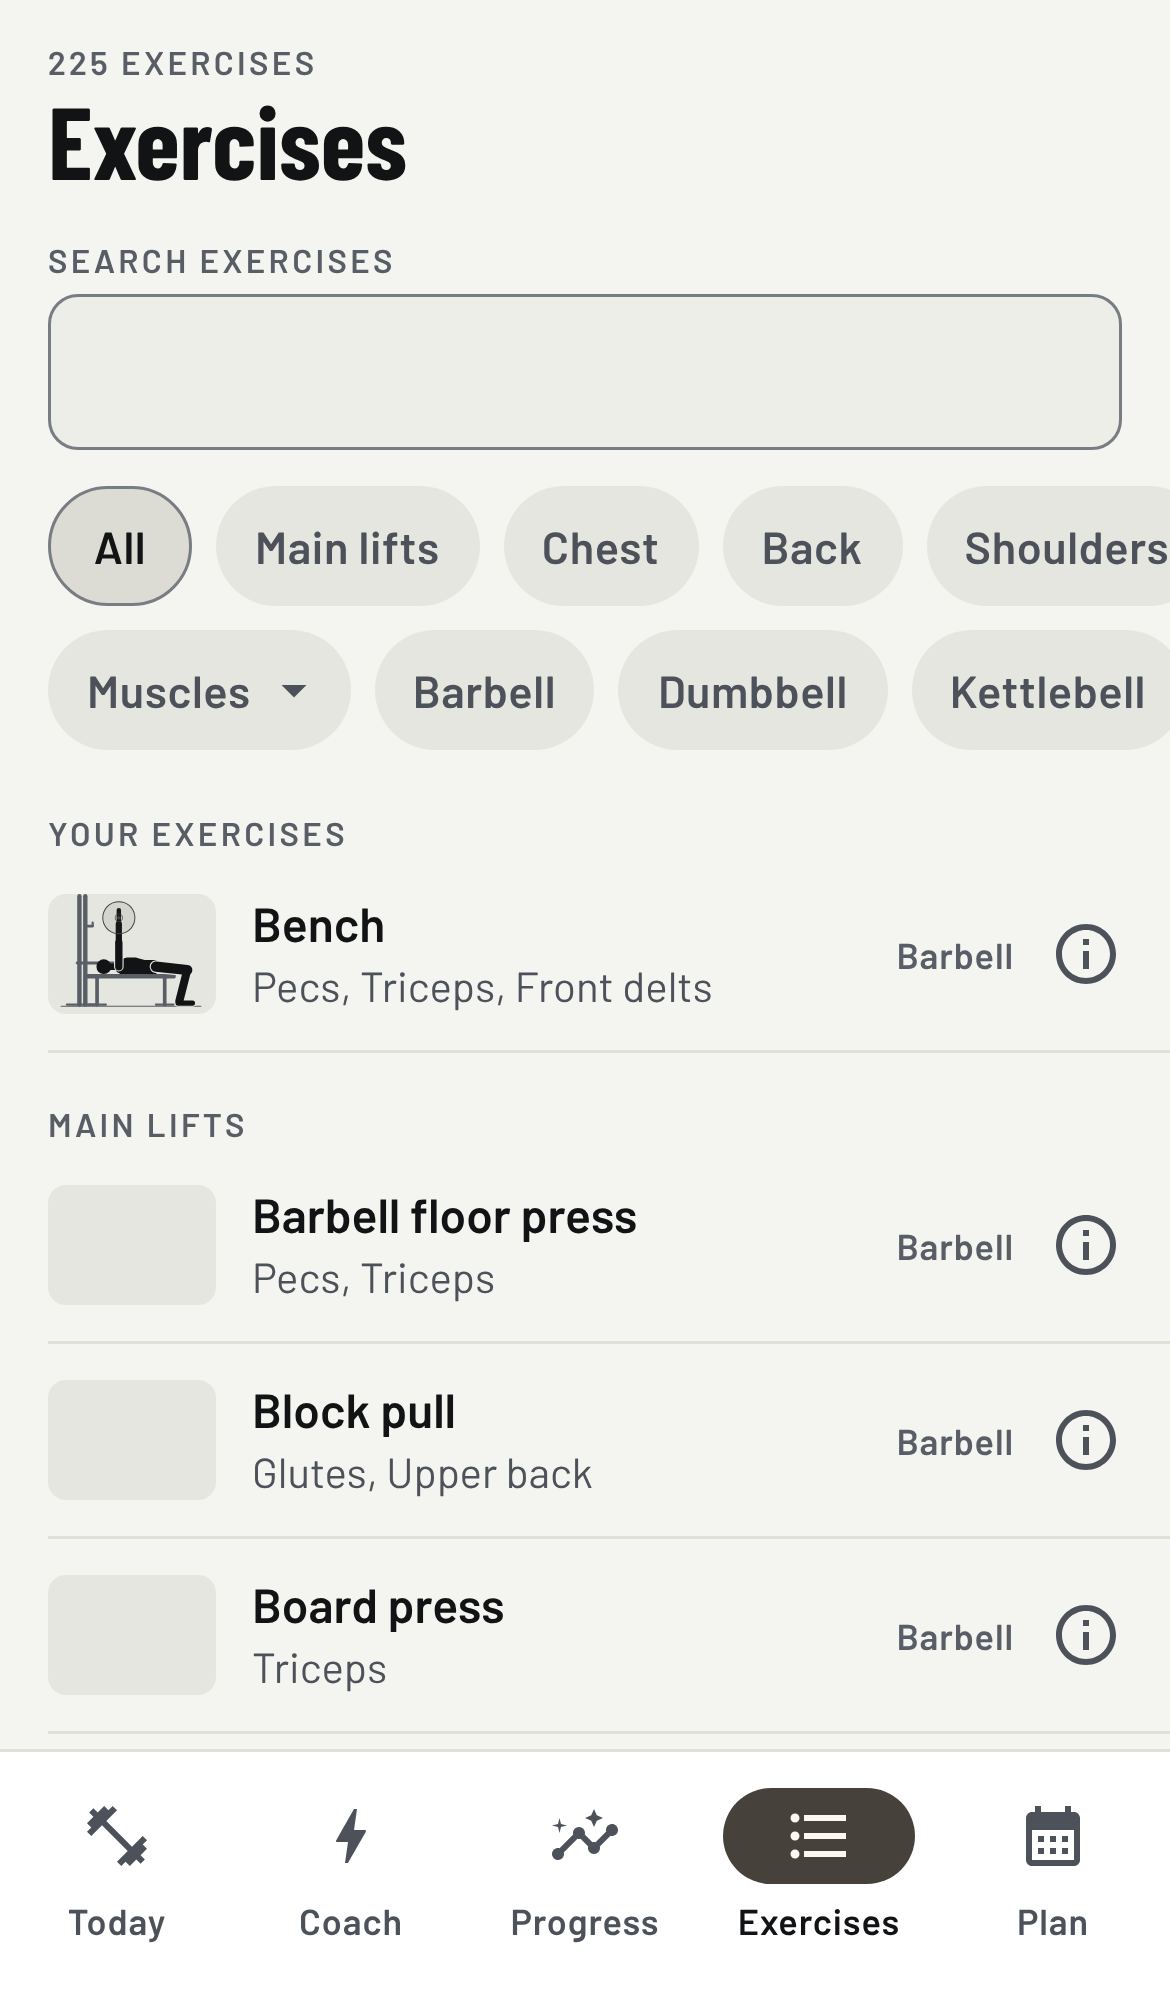 225 EXERCISES
Exercises
SEARCH EXERCISES
All Main lifts Chest Back Shoulders
Muscles Barbell Dumbbell Kettlebell
YOUR EXERCISES
Bench
Pecs, Triceps, Front delts
Barbell
MAIN LIFTS
Barbell floor press
Pecs, Triceps
Barbell
Block pull
Glutes, Upper back
Barbell
Board press
Triceps
Barbell
Today Coach Progress Exercises Plan